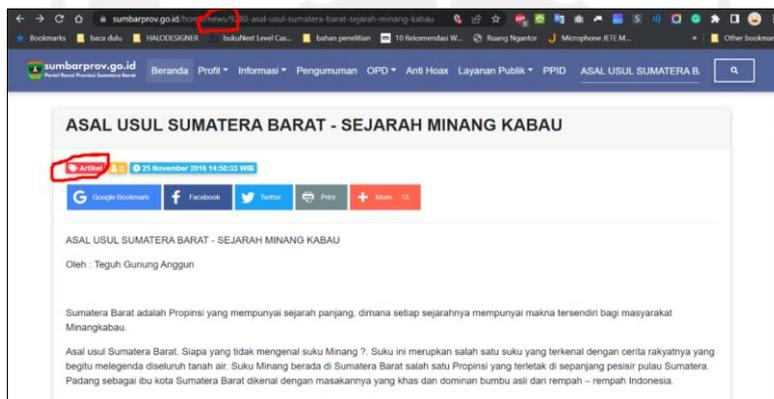 sumbarprov.go.id/home/news/9280-asal-usul-sumatera-barat-sejarah-minang-kabau
Bookmarks baca dulu HALODESIGNER bukuNext Level Cas... bahan penelitian 10 Rekomendasi W... Ruang Ngantor Microphone JETE M... Other bookmar
sumbarprov.go.id Beranda Profil Informasi Pengumuman OPD Anti Hoax Layanan Publik PPID ASAL USUL SUMATERA B
Portal Resmi Provinsi Sumatera Barat
ASAL USUL SUMATERA BARAT - SEJARAH MINANG KABAU
Artikel 0 25 November 2016 14:50:33 WIB
Google Bookmark Facebook Twitter Print More 13
ASAL USUL SUMATERA BARAT - SEJARAH MINANG KABAU
Oleh : Teguh Gunung Anggun
Sumatera Barat adalah Propinsi yang mempunyai sejarah panjang, dimana setiap sejarahnya mempunyai makna tersendiri bagi masyarakat
Minangkabau.
Asal usul Sumatera Barat. Siapa yang tidak mengenal suku Minang ?. Suku ini merupkan salah satu suku yang terkenal dengan cerita rakyatnya yang
begitu melegenda diseluruh tanah air. Suku Minang berada di Sumatera Barat salah satu Propinsi yang terletak di sepanjang pesisir pulau Sumatera.
Padang sebagai ibu kota Sumatera Barat dikenal dengan masakannya yang khas dan dominan bumbu asli dari rempah – rempah Indonesia.